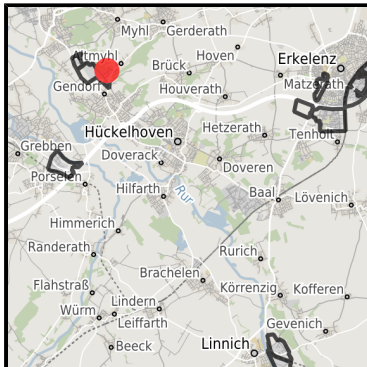 Myhl
Gerderath
Altmyhl
Hoven
Erkelenz
Brück
Matzerath
Gendorf
Houverath
Hückelhoven
Hetzerath
Tenholt
Grebben
Doverack
Doveren
Porselen
Hilfarth
Rur
Baal
Lövenich
Himmerich
Randerath
Rurich
Brachelen
Flahstraß
Körrenzig
Kofferen
Lindern
Würm
Leiffarth
Gevenich
Beeck
Linnich